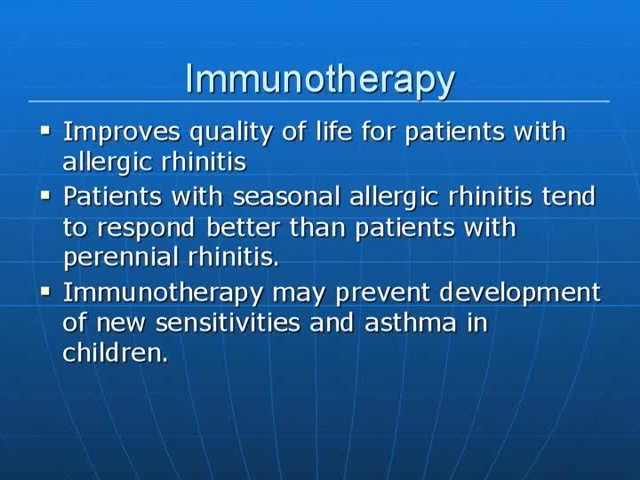 Immunotherapy
▪ Improves quality of life for patients with
allergic rhinitis
▪ Patients with seasonal allergic rhinitis tend
to respond better than patients with
perennial rhinitis.
▪ Immunotherapy may prevent development
of new sensitivities and asthma in
children.